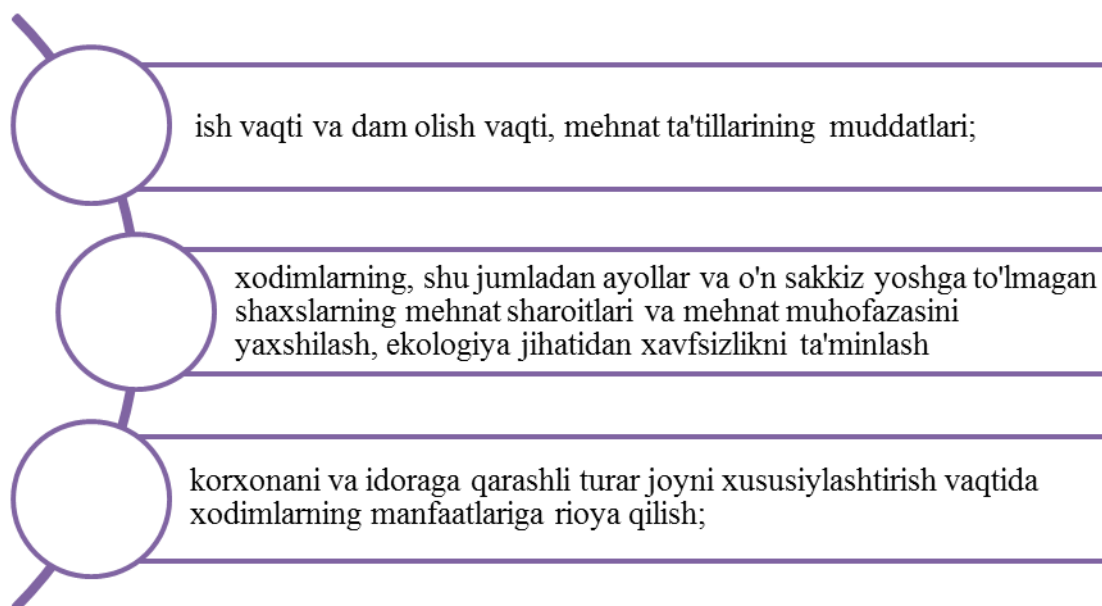 ish vaqti va dam olish vaqti, mehnat ta'tillarining muddatlari;
xodimlarning, shu jumladan ayollar va o'n sakkiz yoshga to'lmagan
shaxslarning mehnat sharoitlari va mehnat muhofazasini
yaxshilash, ekologiya jihatidan xavfsizlikni ta'minlash
korxonani va idoraga qarashli turar joyni xususiylashtirish vaqtida
xodimlarning manfaatlariga rioya qilish;